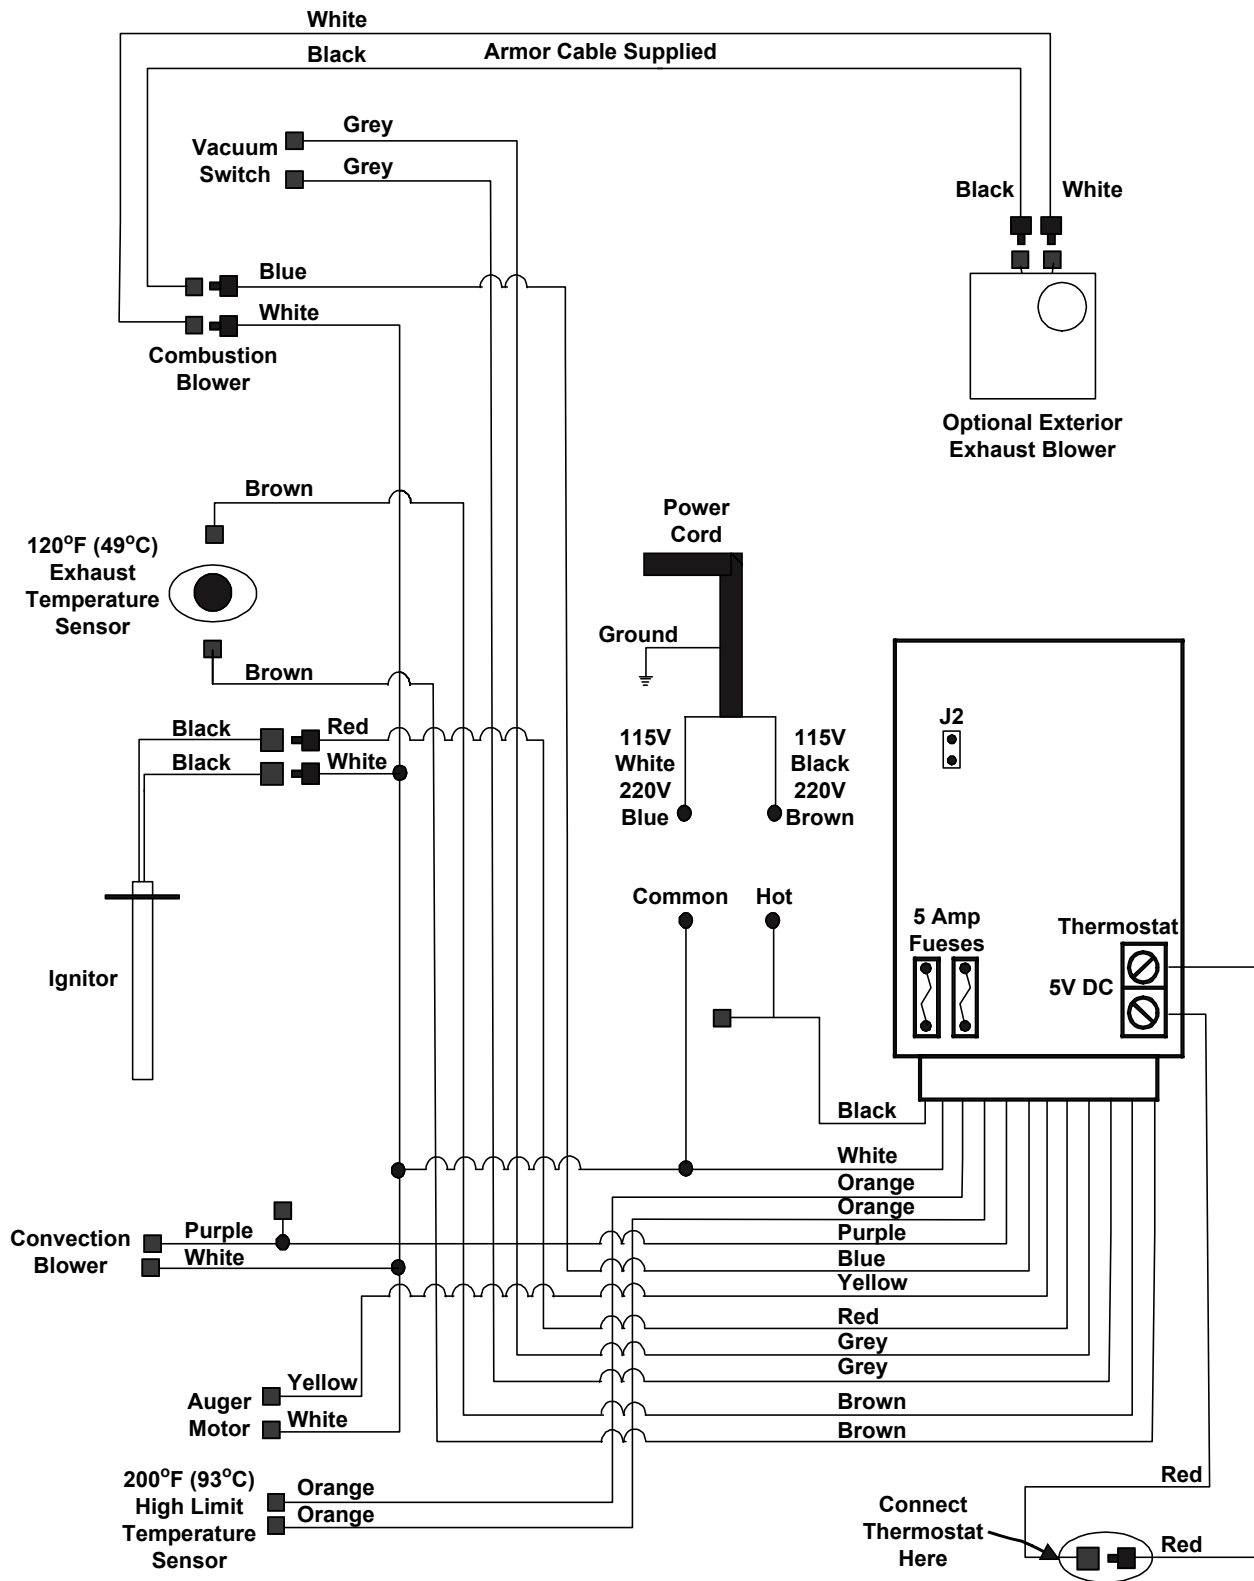 White
Black
Armor Cable Supplied
Vacuum
Switch
Grey
Grey
Black
White
Blue
White
Combustion
Blower
Optional Exterior
Exhaust Blower
Brown
120°F (49°C)
Exhaust
Temperature
Sensor
Brown
Power
Cord
Ground
115V
White
220V
Blue
115V
Black
220V
Brown
J2
Black
Red
Black
White
Ignitor
Common
Hot
5 Amp
Fueses
Thermostat
5V DC
Black
White
Orange
Orange
Purple
Blue
Yellow
Red
Grey
Grey
Brown
Brown
Convection
Blower
Purple
White
Auger
Motor
Yellow
White
200°F (93°C)
High Limit
Temperature
Sensor
Orange
Orange
Connect
Thermostat
Here
Red
Red